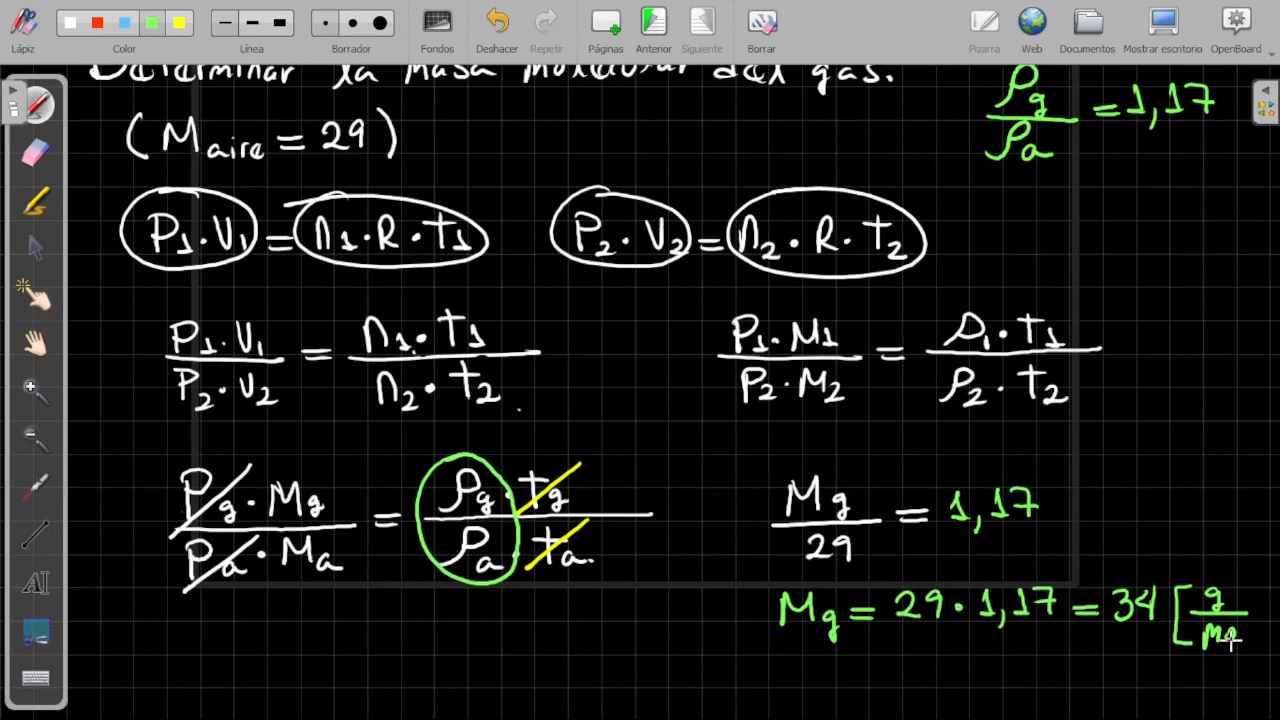 Lápiz Color Línea Borrador Fondos Deshacer Repetir Páginas Anterior Siguiente Borrar Pizarra Web Documentos Mostrar escritorio OpenBoard
Determinar la masa molecular del gas.
ρg/ρa = 1,17
(Maire = 29)
P1·V1 = n1·R·T1 P2·V2 = n2·R·T2
P1·V1/P2·V2 = n1·T1/n2·T2 P1·M1/P2·M2 = ρ1·T1/ρ2·T2
Pg·Mg/Pa·Ma = ρg·Tg/ρa·Ta Mg/29 = 1,17
Mg = 29·1,17 = 34 [g/mo
AI